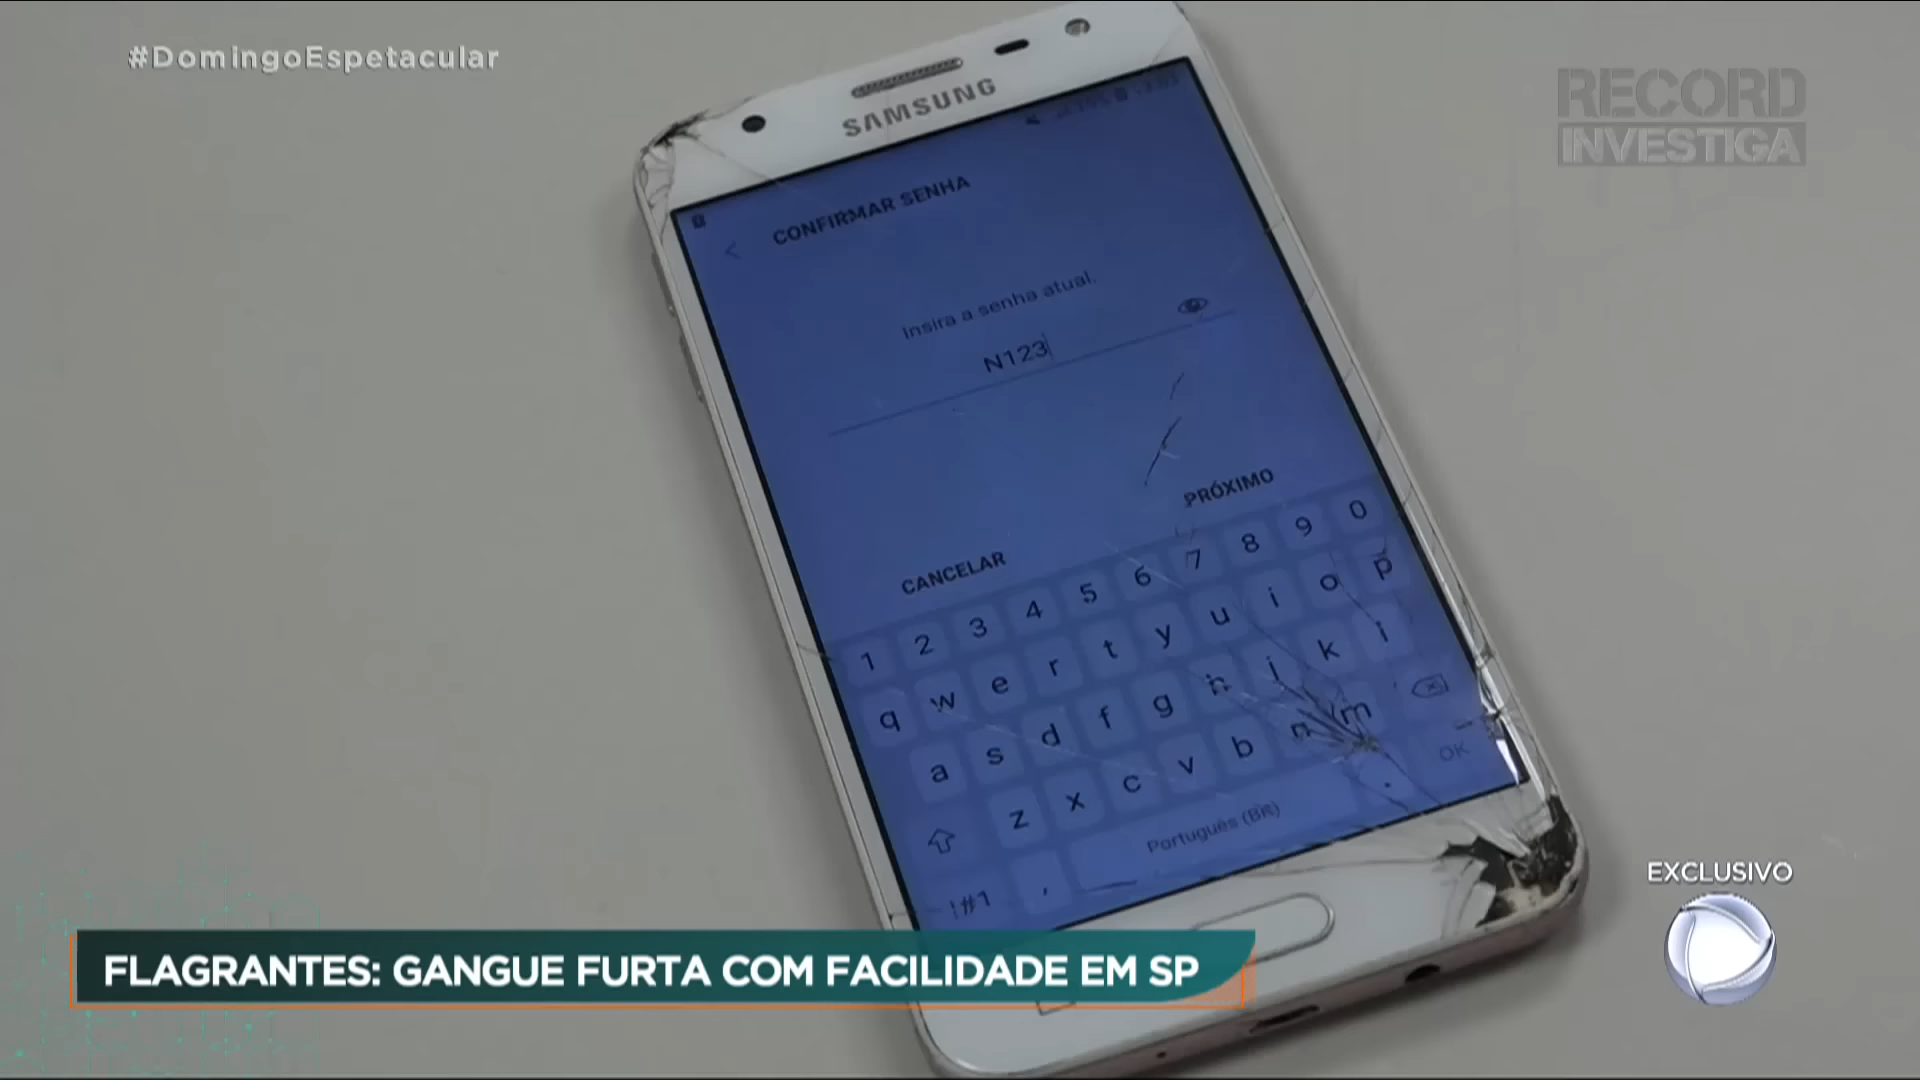 #DomingoEspetacular
RECORD
INVESTIGA
SAMSUNG
CONFIRMAR SENHA
Insira a senha atual.
N123
CANCELAR
PRÓXIMO
1 2 3 4 5 6 7 8 9 0
q w e r t y u i o p
a s d f g h j k l
z x c v b n m
!#1 , Português (BR) . OK
EXCLUSIVO
FLAGRANTES: GANGUE FURTA COM FACILIDADE EM SP